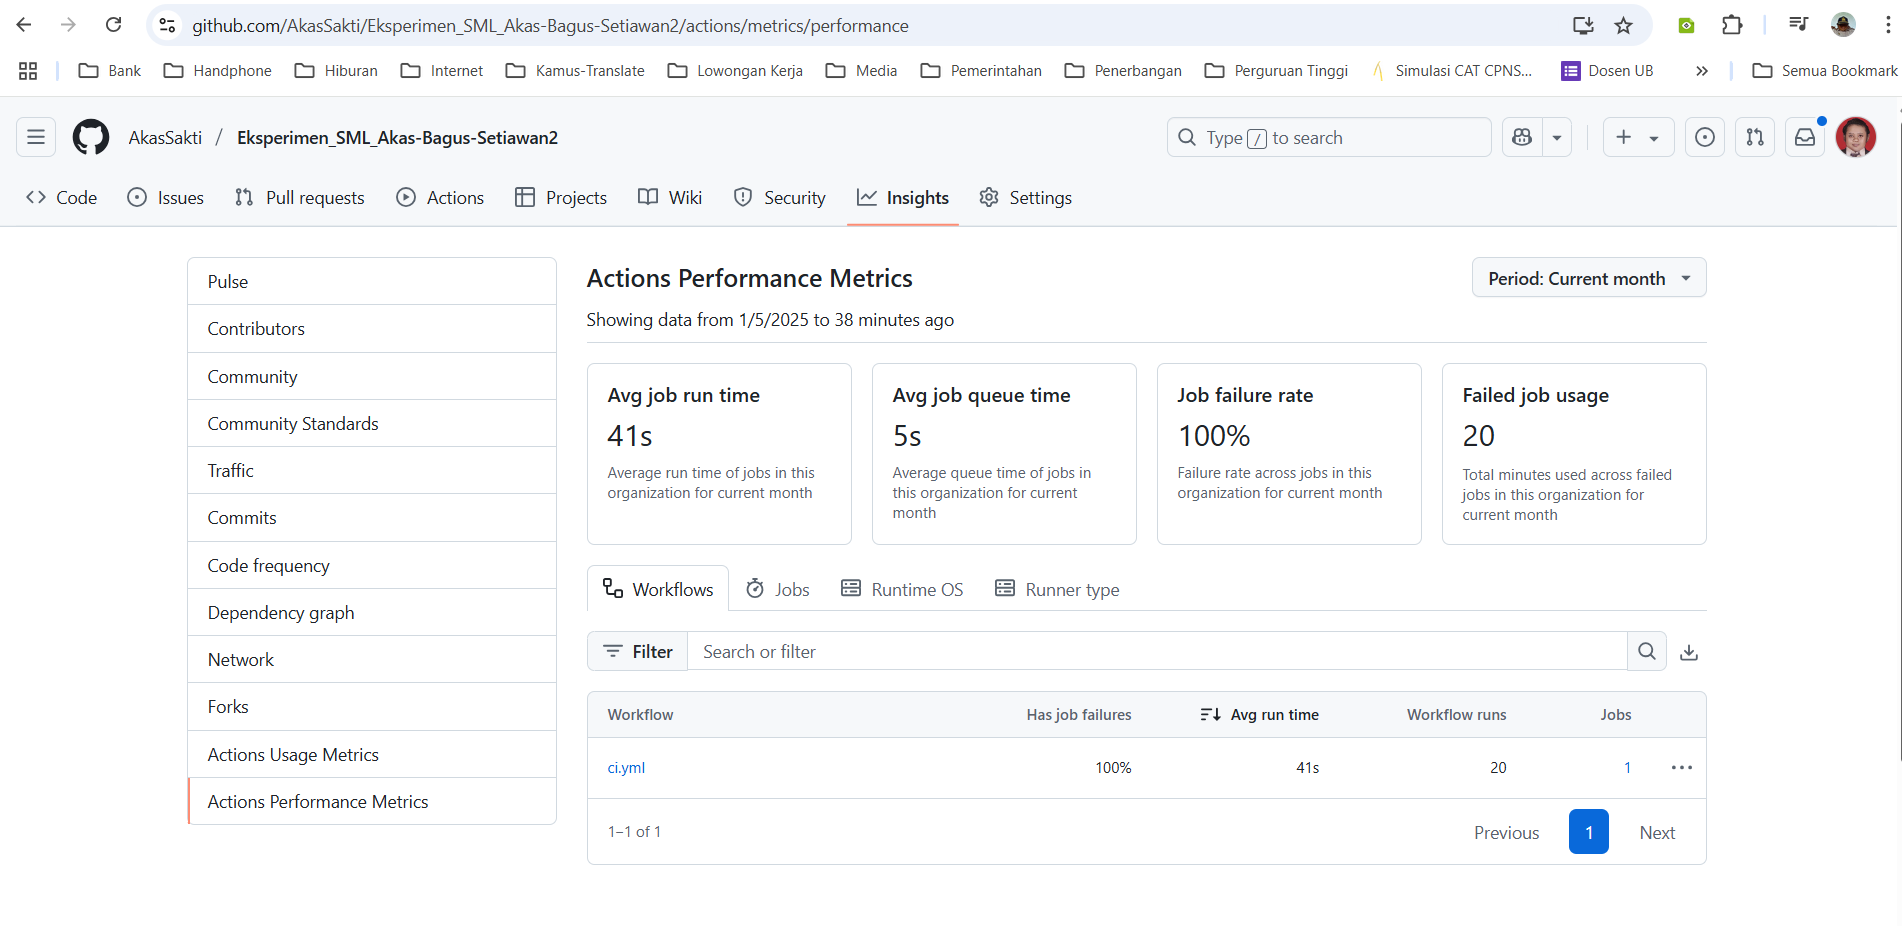 github.com/AkasSakti/Eksperimen_SML_Akas-Bagus-Setiawan2/actions/metrics/performance
Bank Handphone Hiburan Internet Kamus-Translate Lowongan Kerja Media Pemerintahan Penerbangan Perguruan Tinggi Simulasi CAT CPNS... Dosen UB » Semua Bookmark
AkasSakti / Eksperimen_SML_Akas-Bagus-Setiawan2
Type / to search
Code Issues Pull requests Actions Projects Wiki Security Insights Settings
Pulse
Contributors
Community
Community Standards
Traffic
Commits
Code frequency
Dependency graph
Network
Forks
Actions Usage Metrics
Actions Performance Metrics
Actions Performance Metrics
Period: Current month
Showing data from 1/5/2025 to 38 minutes ago
Avg job run time
41s
Average run time of jobs in this
organization for current month
Avg job queue time
5s
Average queue time of jobs in
this organization for current
month
Job failure rate
100%
Failure rate across jobs in this
organization for current month
Failed job usage
20
Total minutes used across failed
jobs in this organization for
current month
Workflows Jobs Runtime OS Runner type
Filter Search or filter
Workflow Has job failures Avg run time Workflow runs Jobs
ci.yml 100% 41s 20 1
1–1 of 1 Previous 1 Next